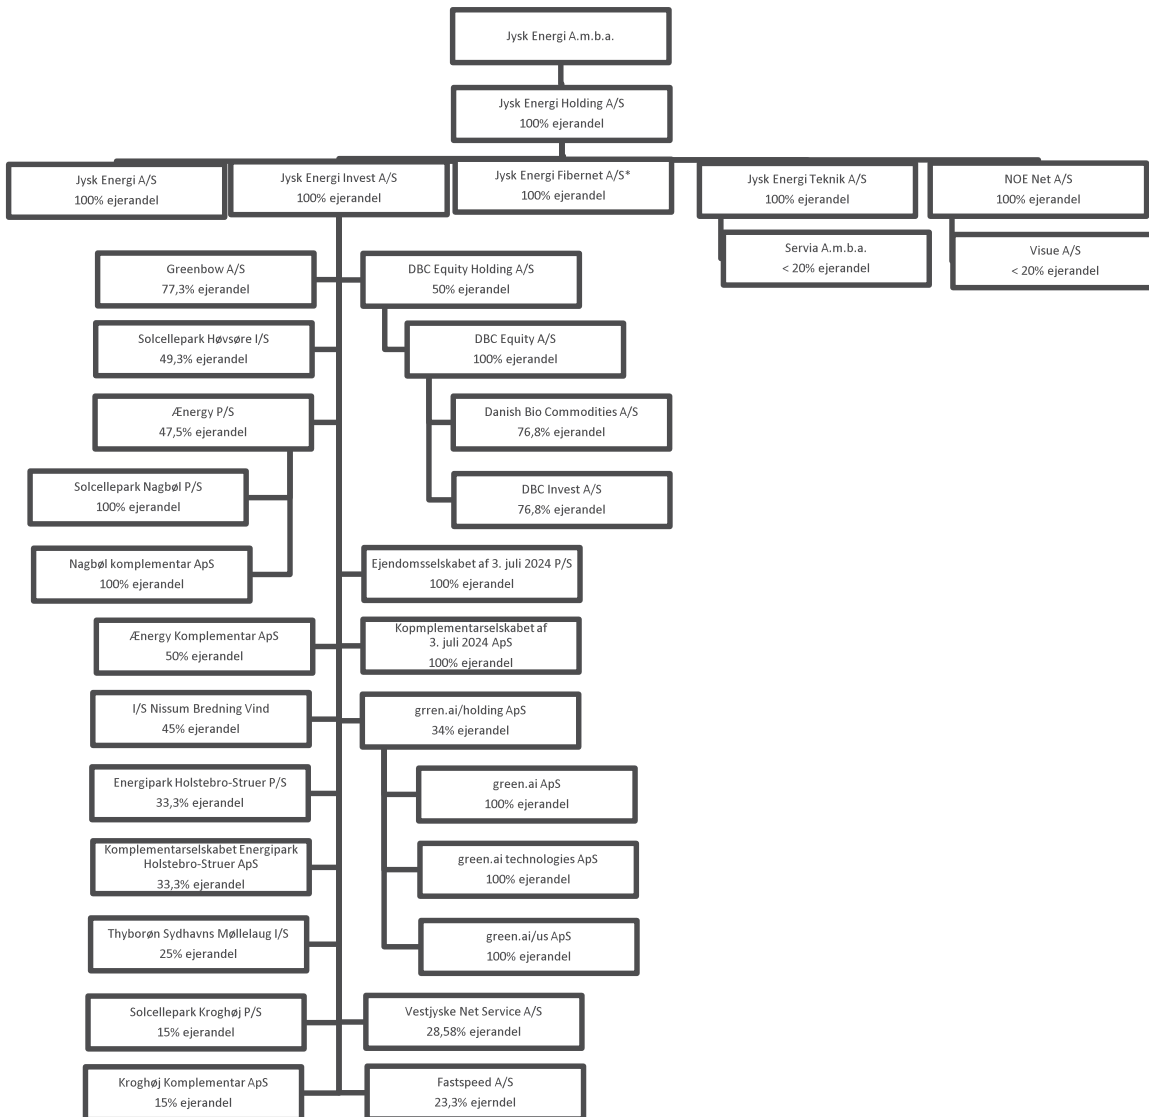 Jysk Energi A.m.b.a.
Jysk Energi Holding A/S
100% ejerandel
Jysk Energi A/S
100% ejerandel
Jysk Energi Invest A/S
100% ejerandel
Jysk Energi Fibernet A/S*
100% ejerandel
Jysk Energi Teknik A/S
100% ejerandel
NOE Net A/S
100% ejerandel
Servia A.m.b.a.
< 20% ejerandel
Visue A/S
< 20% ejerandel
Greenbow A/S
77,3% ejerandel
DBC Equity Holding A/S
50% ejerandel
Solcellepark Høvsøre I/S
49,3% ejerandel
DBC Equity A/S
100% ejerandel
Ænergy P/S
47,5% ejerandel
Danish Bio Commodities A/S
76,8% ejerandel
Solcellepark Nagbøl P/S
100% ejerandel
DBC Invest A/S
76,8% ejerandel
Nagbøl komplementar ApS
100% ejerandel
Ejendomsselskabet af 3. juli 2024 P/S
100% ejerandel
Ænergy Komplementar ApS
50% ejerandel
Kopmplementarselskabet af
3. juli 2024 ApS
100% ejerandel
I/S Nissum Bredning Vind
45% ejerandel
grren.ai/holding ApS
34% ejerandel
Energipark Holstebro-Struer P/S
33,3% ejerandel
green.ai ApS
100% ejerandel
Komplementarselskabet Energipark
Holstebro-Struer ApS
33,3% ejerandel
green.ai technologies ApS
100% ejerandel
Thyborøn Sydhavns Møllelaug I/S
25% ejerandel
green.ai/us ApS
100% ejerandel
Solcellepark Kroghøj P/S
15% ejerandel
Vestjyske Net Service A/S
28,58% ejerandel
Kroghøj Komplementar ApS
15% ejerandel
Fastspeed A/S
23,3% ejerndel